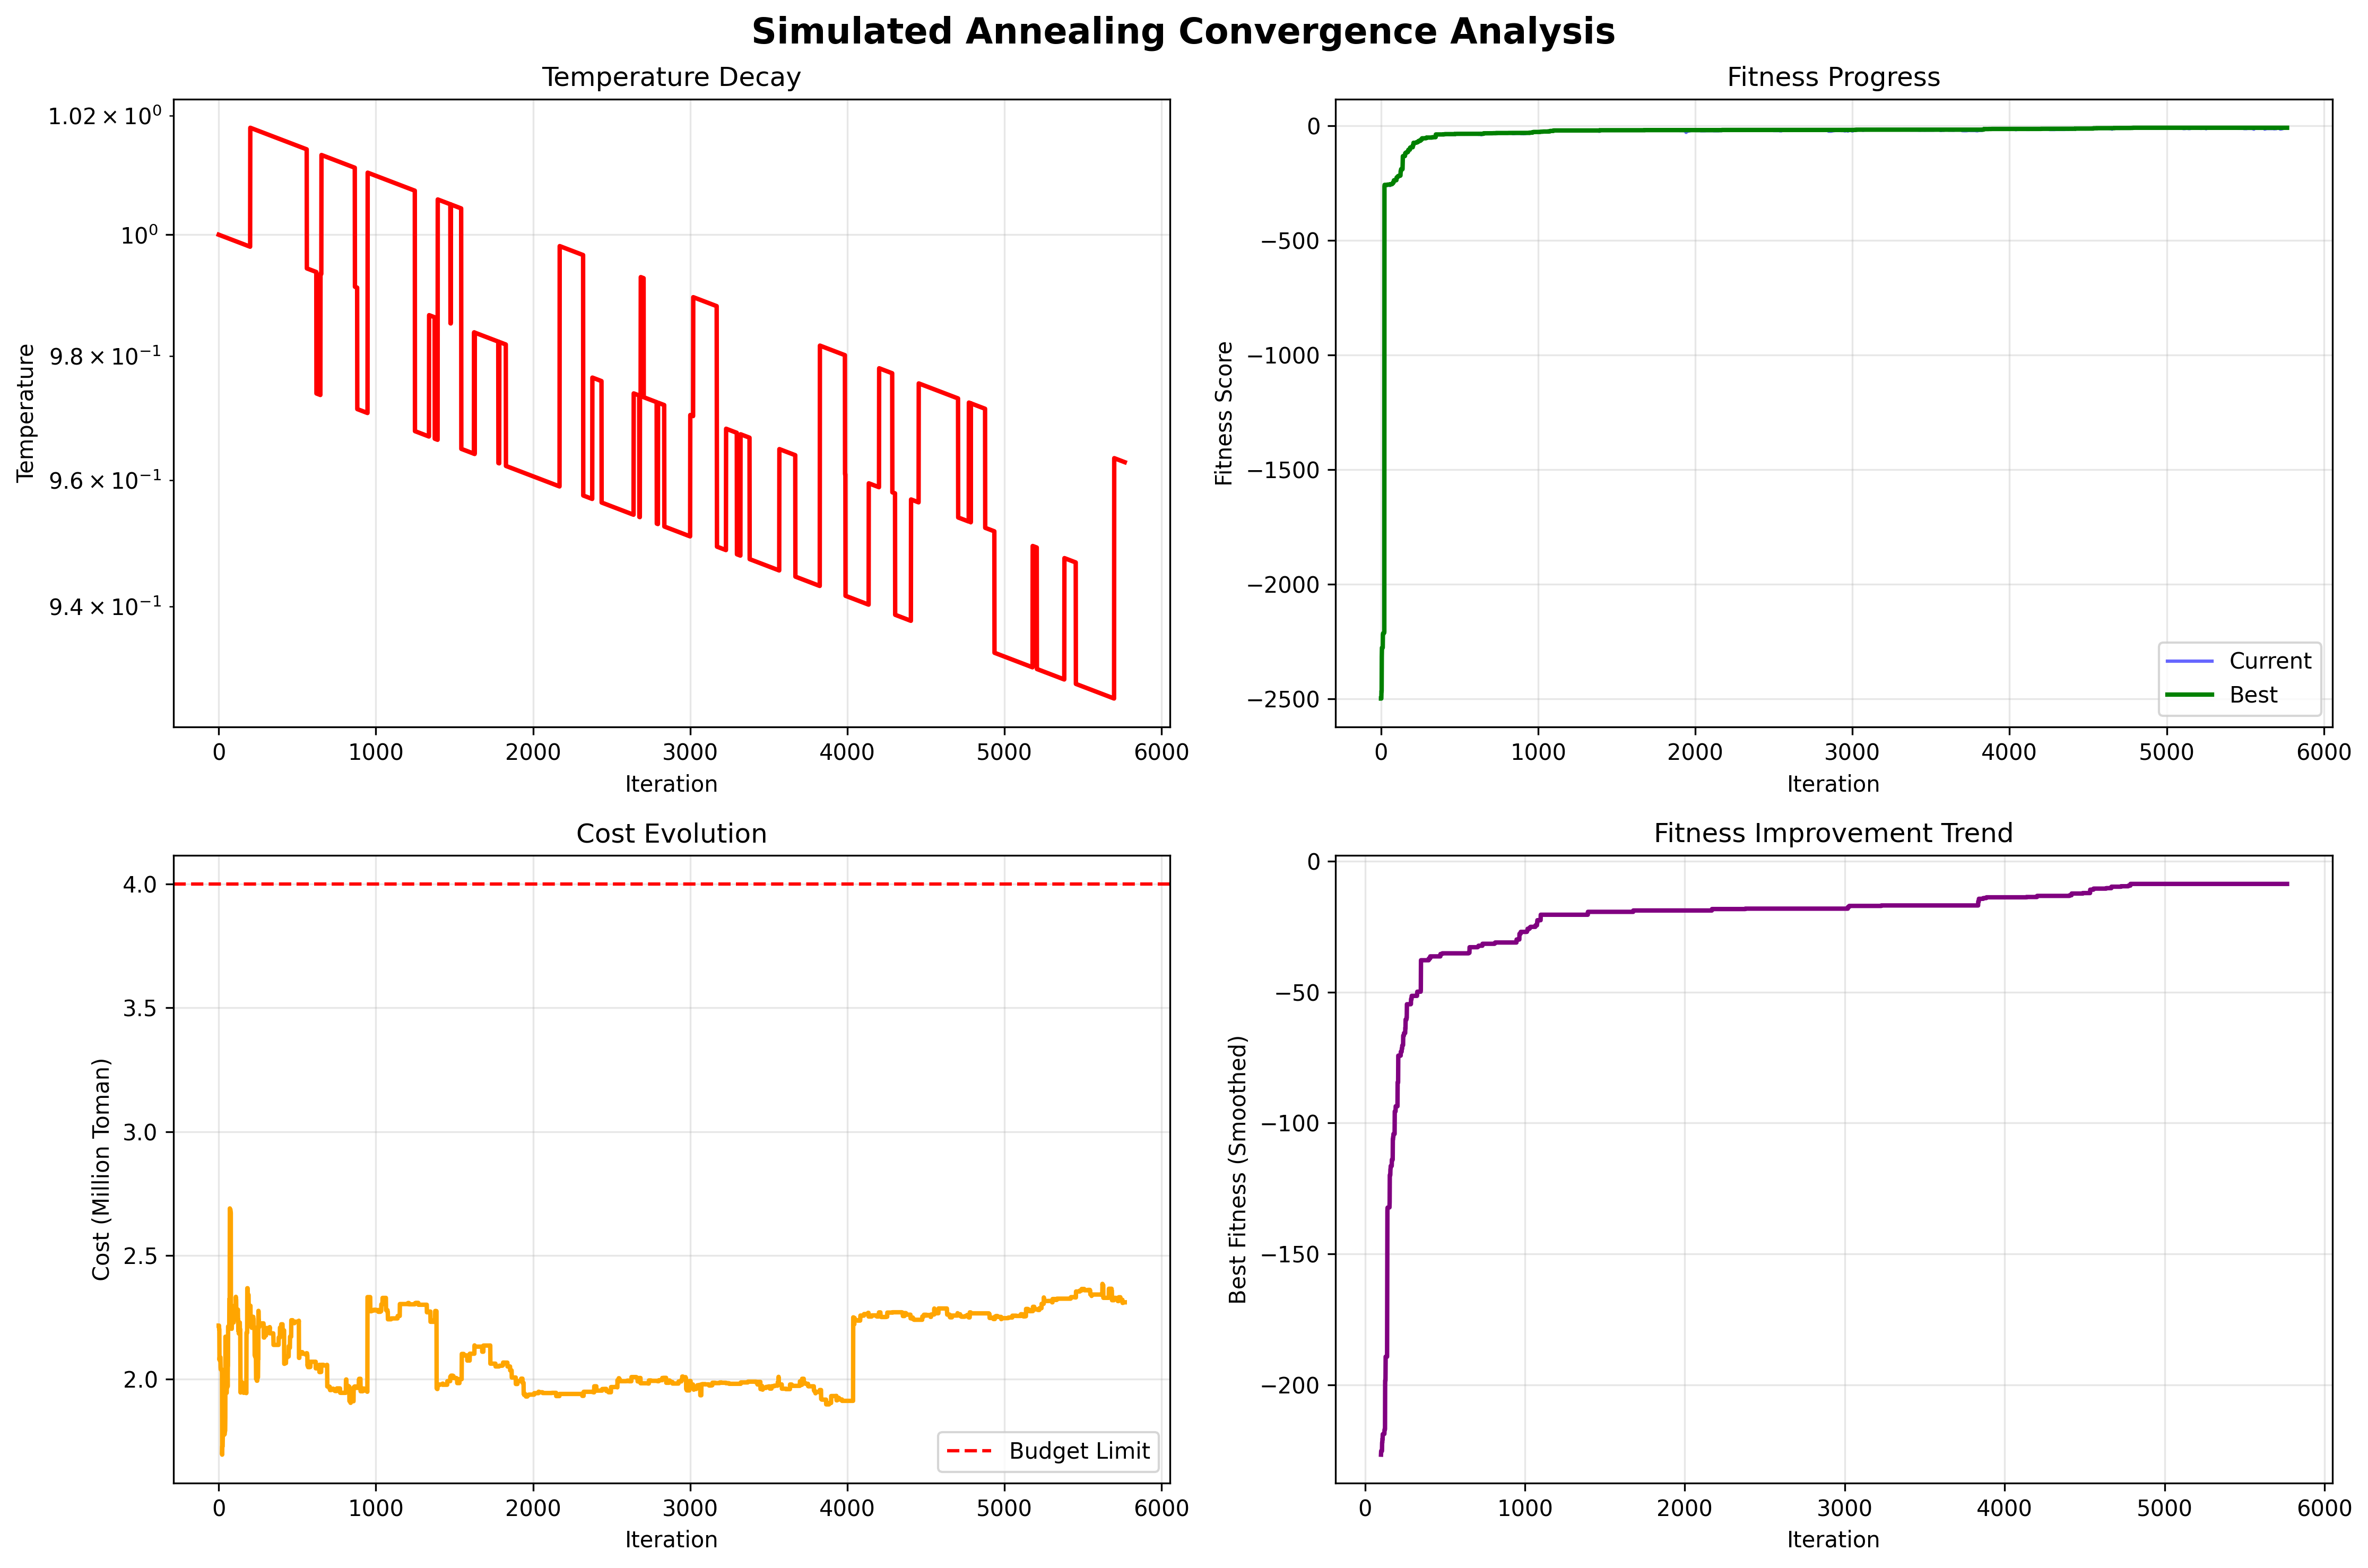 Simulated Annealing Convergence Analysis
Temperature Decay
1.02 × 10⁰
10⁰
9.8 × 10⁻¹
9.6 × 10⁻¹
9.4 × 10⁻¹
Temperature
0 1000 2000 3000 4000 5000 6000
Iteration
Fitness Progress
0
−500
−1000
−1500
−2000
−2500
Fitness Score
Current
Best
0 1000 2000 3000 4000 5000 6000
Iteration
Cost Evolution
4.0
3.5
3.0
2.5
2.0
Cost (Million Toman)
Budget Limit
0 1000 2000 3000 4000 5000 6000
Iteration
Fitness Improvement Trend
0
−50
−100
−150
−200
Best Fitness (Smoothed)
0 1000 2000 3000 4000 5000 6000
Iteration